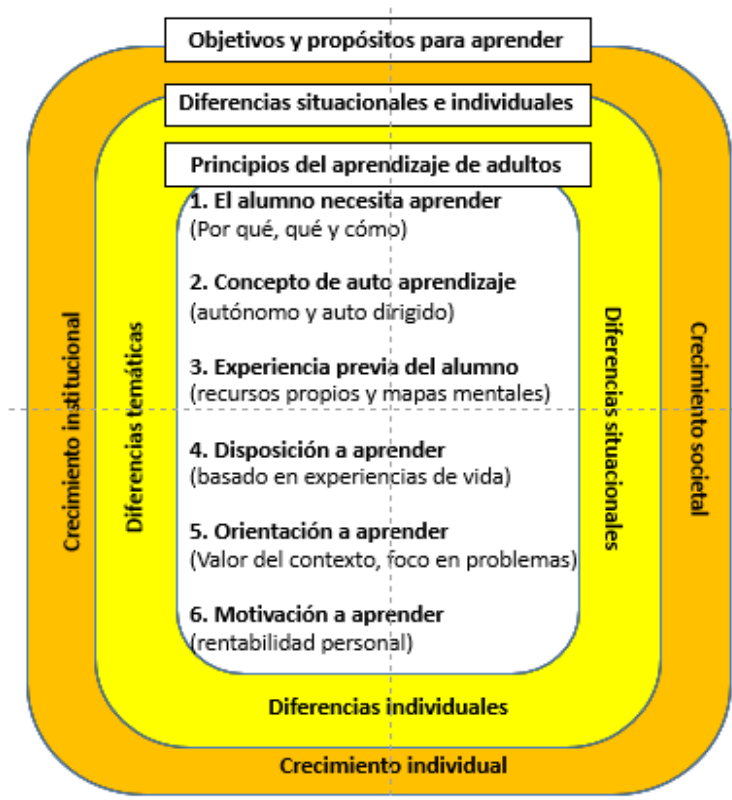 Objetivos y propósitos para aprender
Diferencias situacionales e individuales
Principios del aprendizaje de adultos
1. El alumno necesita aprender
(Por qué, qué y cómo)
2. Concepto de auto aprendizaje
(autónomo y auto dirigido)
3. Experiencia previa del alumno
(recursos propios y mapas mentales)
4. Disposición a aprender
(basado en experiencias de vida)
5. Orientación a aprender
(Valor del contexto, foco en problemas)
6. Motivación a aprender
(rentabilidad personal)
Crecimiento institucional
Diferencias temáticas
Diferencias situacionales
Crecimiento societal
Diferencias individuales
Crecimiento individual